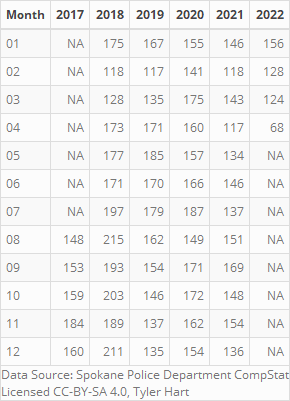 Month 2017 2018 2019 2020 2021 2022
01 NA 175 167 155 146 156
02 NA 118 117 141 118 128
03 NA 128 135 175 143 124
04 NA 173 171 160 117 68
05 NA 177 185 157 134 NA
06 NA 171 170 166 146 NA
07 NA 197 179 187 137 NA
08 148 215 162 149 151 NA
09 153 193 154 171 169 NA
10 159 203 146 172 148 NA
11 184 189 137 162 154 NA
12 160 211 135 154 136 NA
Data Source: Spokane Police Department CompStat
Licensed CC-BY-SA 4.0, Tyler Hart